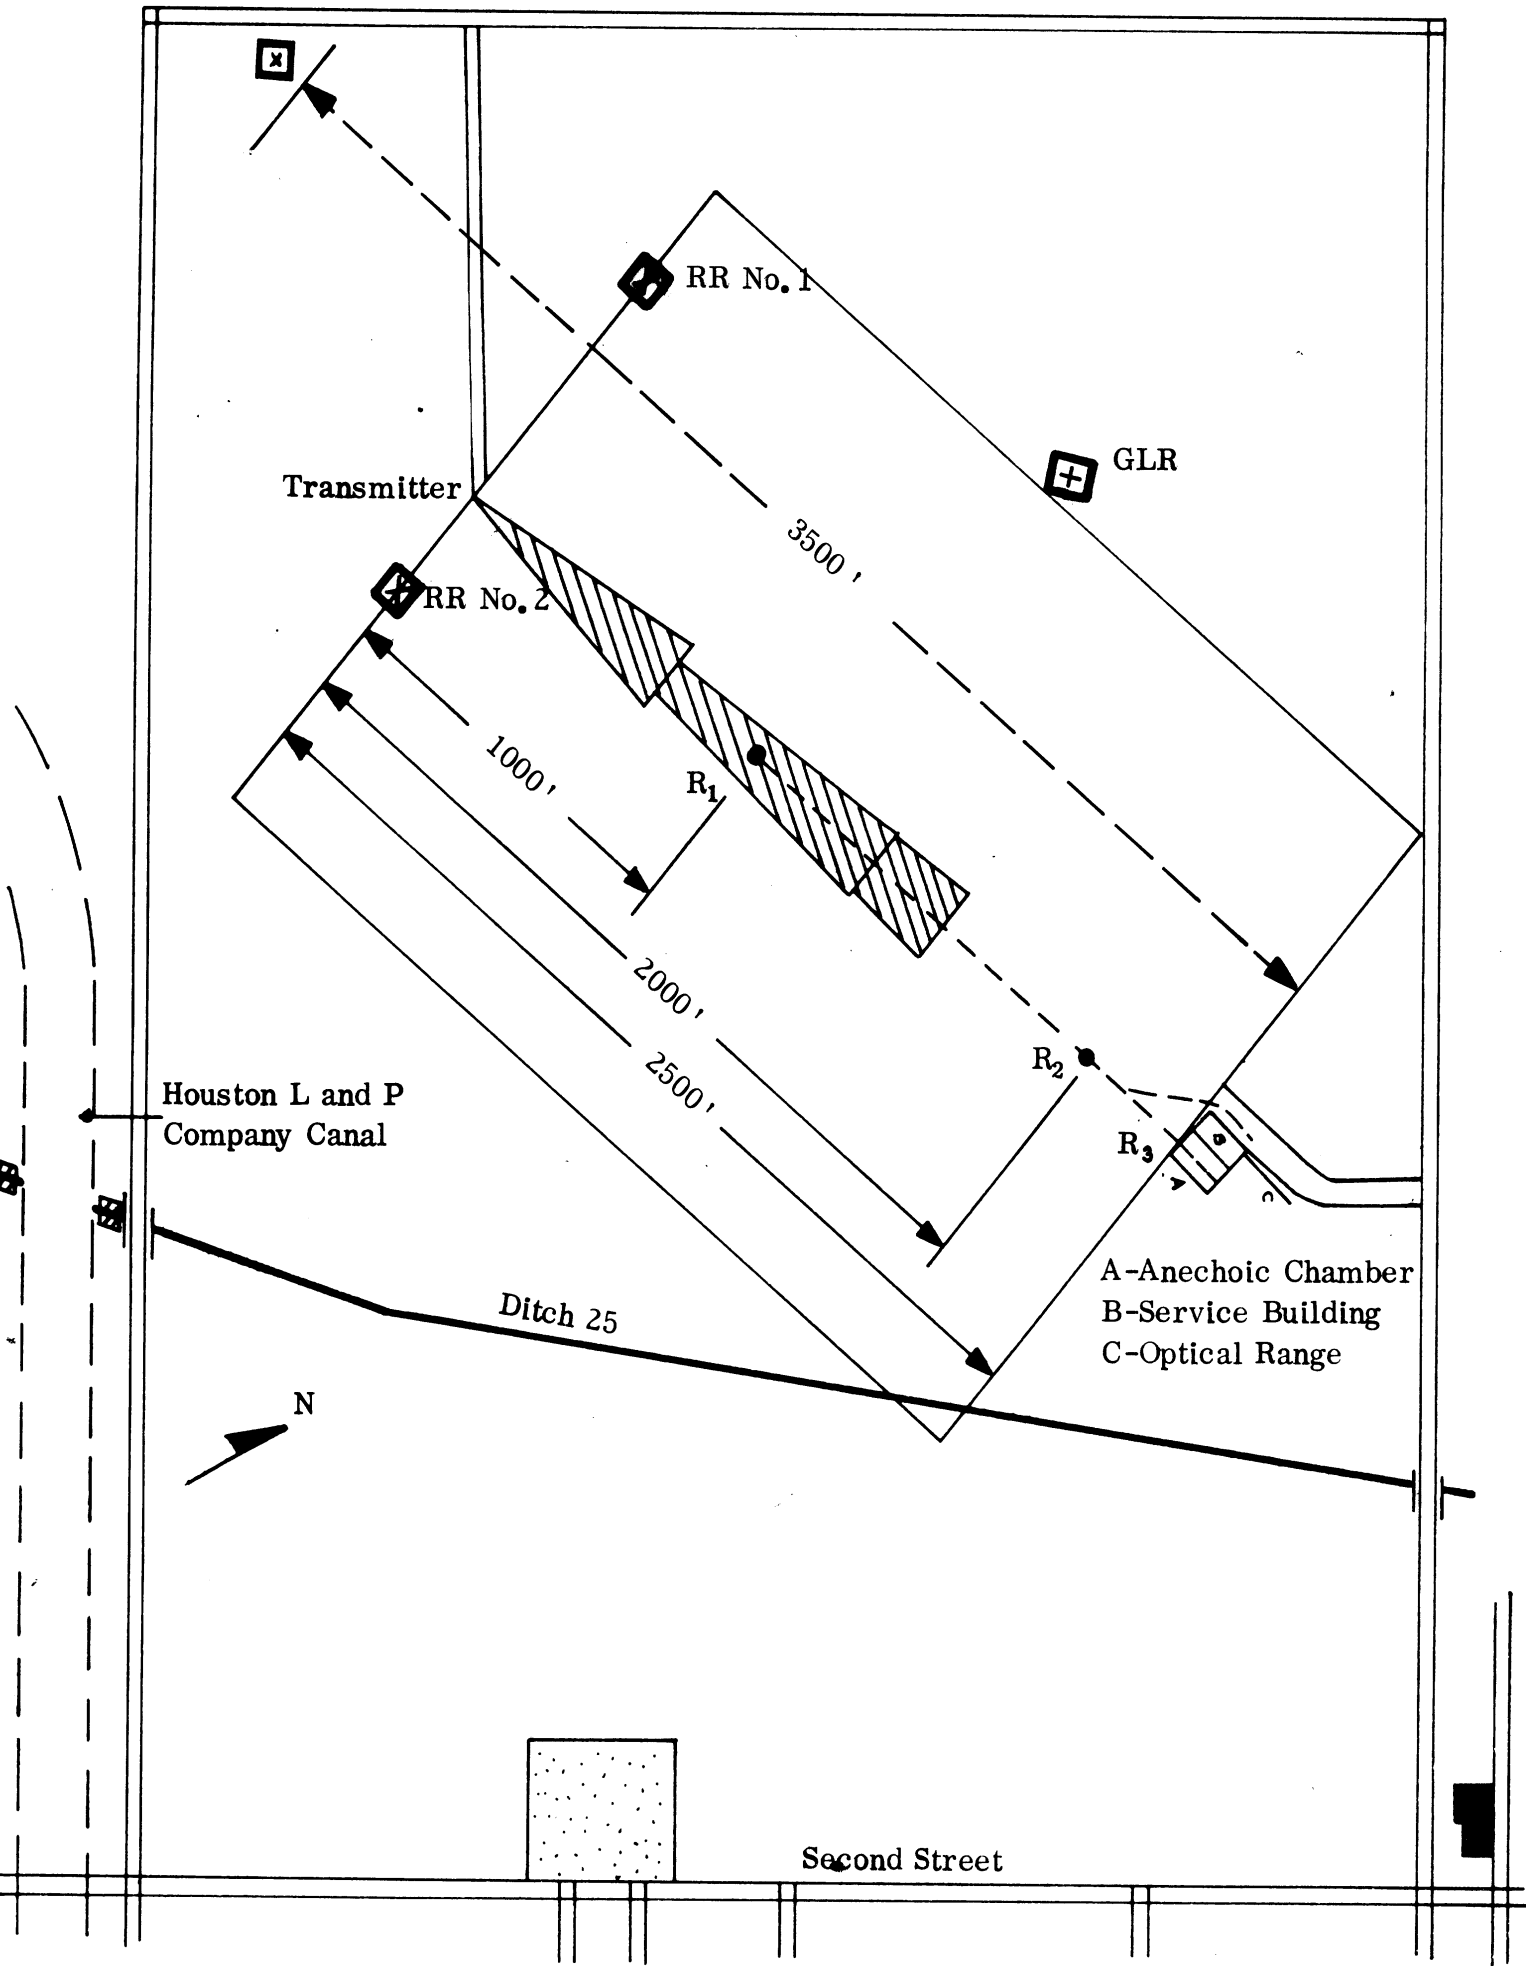 x
RR No. 1
GLR
Transmitter
3500'
RR No. 2
1000'
R1
2000'
2500'
R2
Houston L and P
Company Canal
R3
B
A
C
A-Anechoic Chamber
B-Service Building
C-Optical Range
Ditch 25
N
Second Street